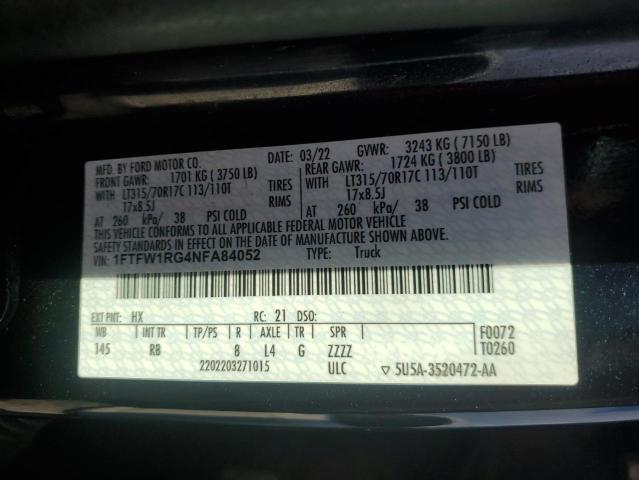 MFD. BY FORD MOTOR CO.
DATE: 03/22 GVWR: 3243 KG ( 7150 LB)
FRONT GAWR: 1701 KG ( 3750 LB) REAR GAWR: 1724 KG ( 3800 LB)
WITH LT315/70R17C 113/110T TIRES WITH LT315/70R17C 113/110T TIRES
17x8.5J RIMS 17x8.5J RIMS
AT 260 kPa/ 38 PSI COLD AT 260 kPa/ 38 PSI COLD
THIS VEHICLE CONFORMS TO ALL APPLICABLE FEDERAL MOTOR VEHICLE
SAFETY STANDARDS IN EFFECT ON THE DATE OF MANUFACTURE SHOWN ABOVE
VIN: 1FTFW1RG4NFA84052 TYPE: Truck
EXT PNT: HX RC: 21 DSO:
WB INT TR TP/PS R AXLE TR SPR F0072
145 RB 8 L4 G ZZZZ T0260
2202203271015 ULC ▽ 5U5A-3520472-AA